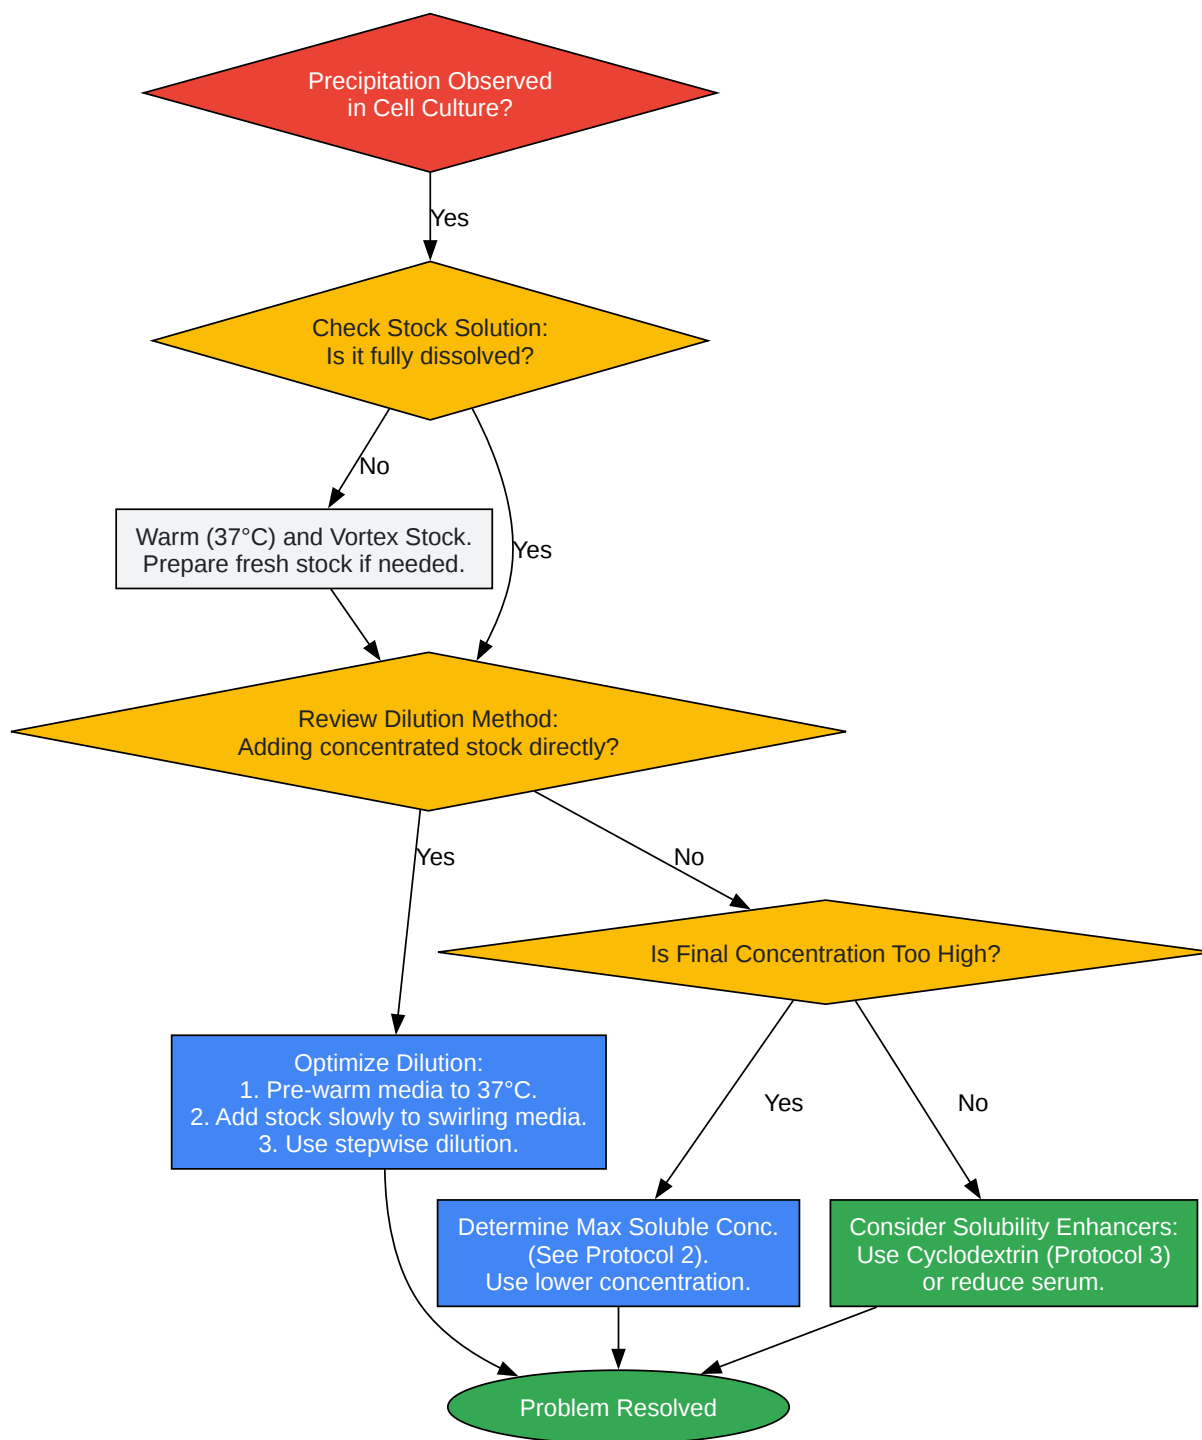 Precipitation Observed
in Cell Culture?
Yes
Check Stock Solution:
Is it fully dissolved?
No
Warm (37°C) and Vortex Stock.
Prepare fresh stock if needed.
Yes
Review Dilution Method:
Adding concentrated stock directly?
Yes
No
Is Final Concentration Too High?
Optimize Dilution:
1. Pre-warm media to 37°C.
2. Add stock slowly to swirling media.
3. Use stepwise dilution.
Yes
No
Determine Max Soluble Conc.
(See Protocol 2).
Use lower concentration.
Consider Solubility Enhancers:
Use Cyclodextrin (Protocol 3)
or reduce serum.
Problem Resolved